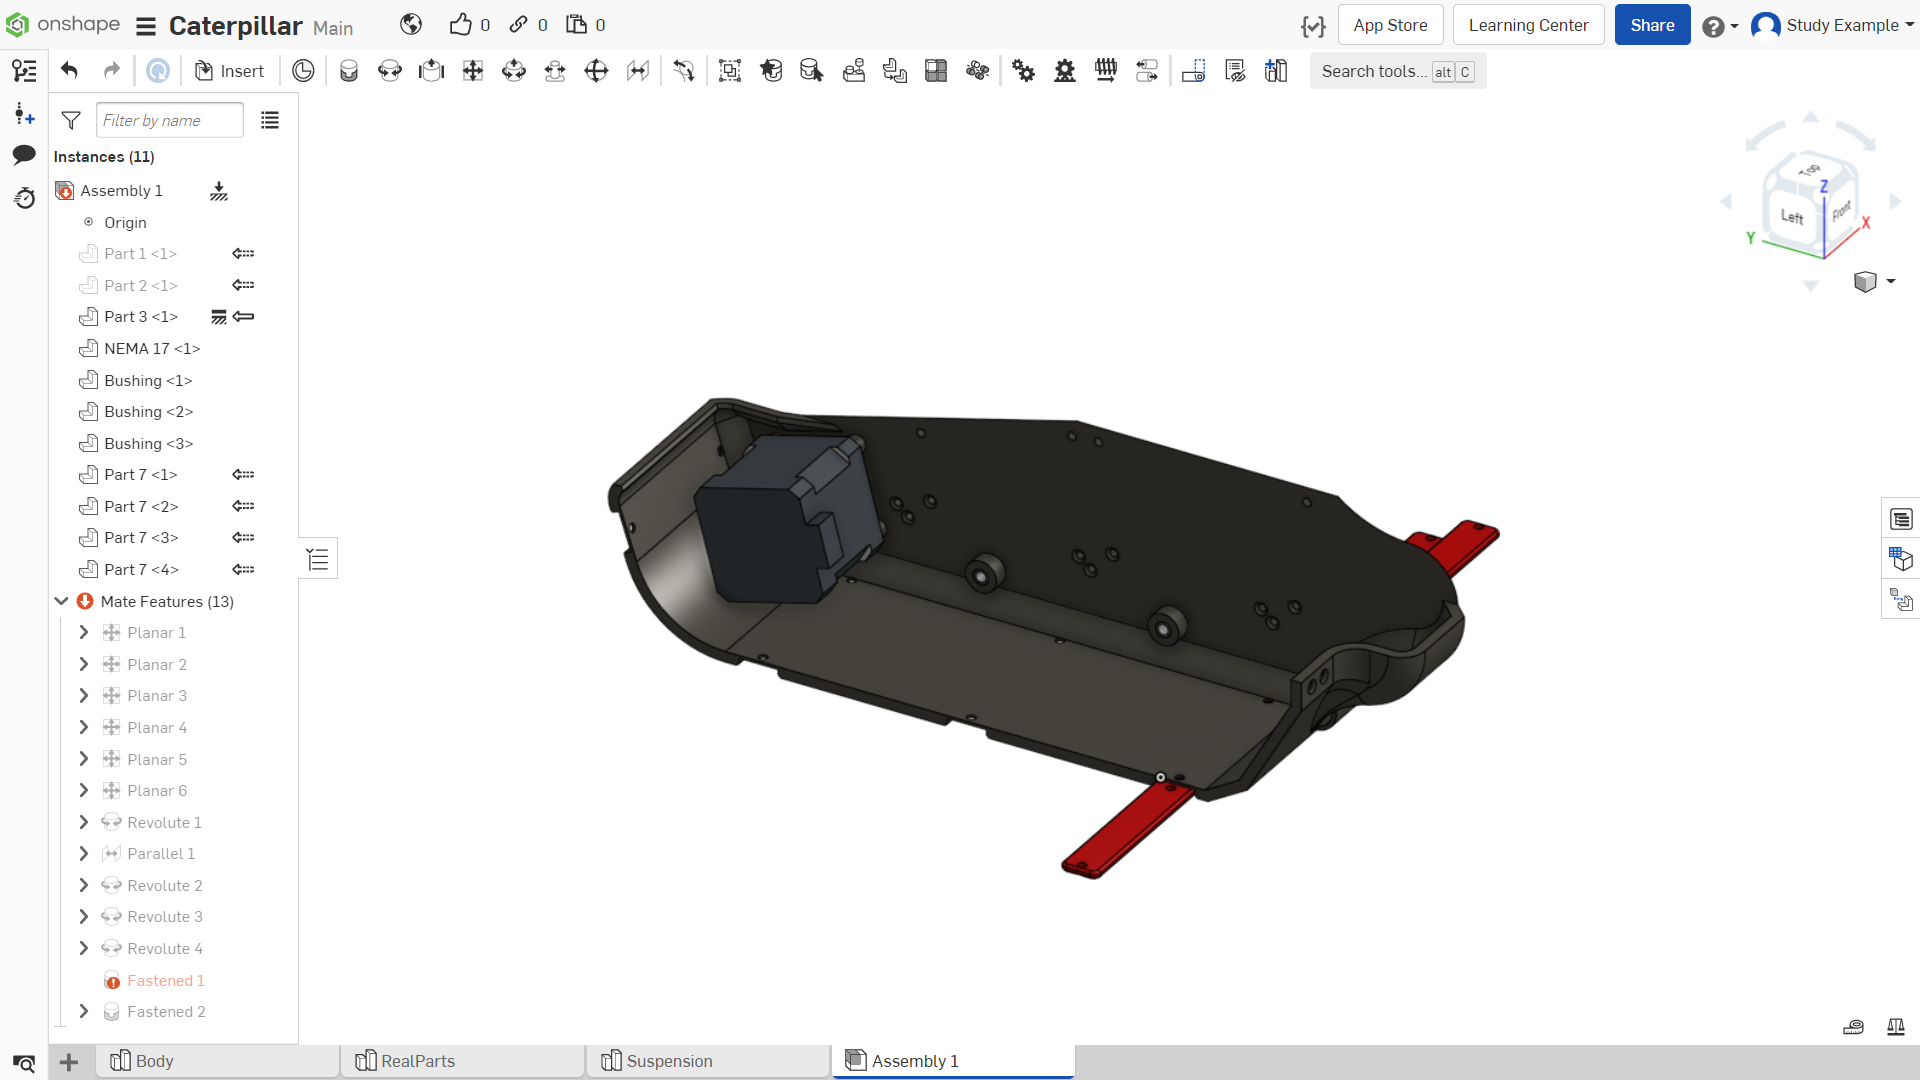 onshape Caterpillar Main 0 0 0 App Store Learning Center Share Study Example
Insert Search tools... alt C
Filter by name
Instances (11)
Assembly 1
Origin
Part 1 <1>
Part 2 <1>
Part 3 <1>
NEMA 17 <1>
Bushing <1>
Bushing <2>
Bushing <3>
Part 7 <1>
Part 7 <2>
Part 7 <3>
Part 7 <4>
Mate Features (13)
Planar 1
Planar 2
Planar 3
Planar 4
Planar 5
Planar 6
Revolute 1
Parallel 1
Revolute 2
Revolute 3
Revolute 4
Fastened 1
Fastened 2
Top
Z
Left Front
X
Y
Body RealParts Suspension Assembly 1